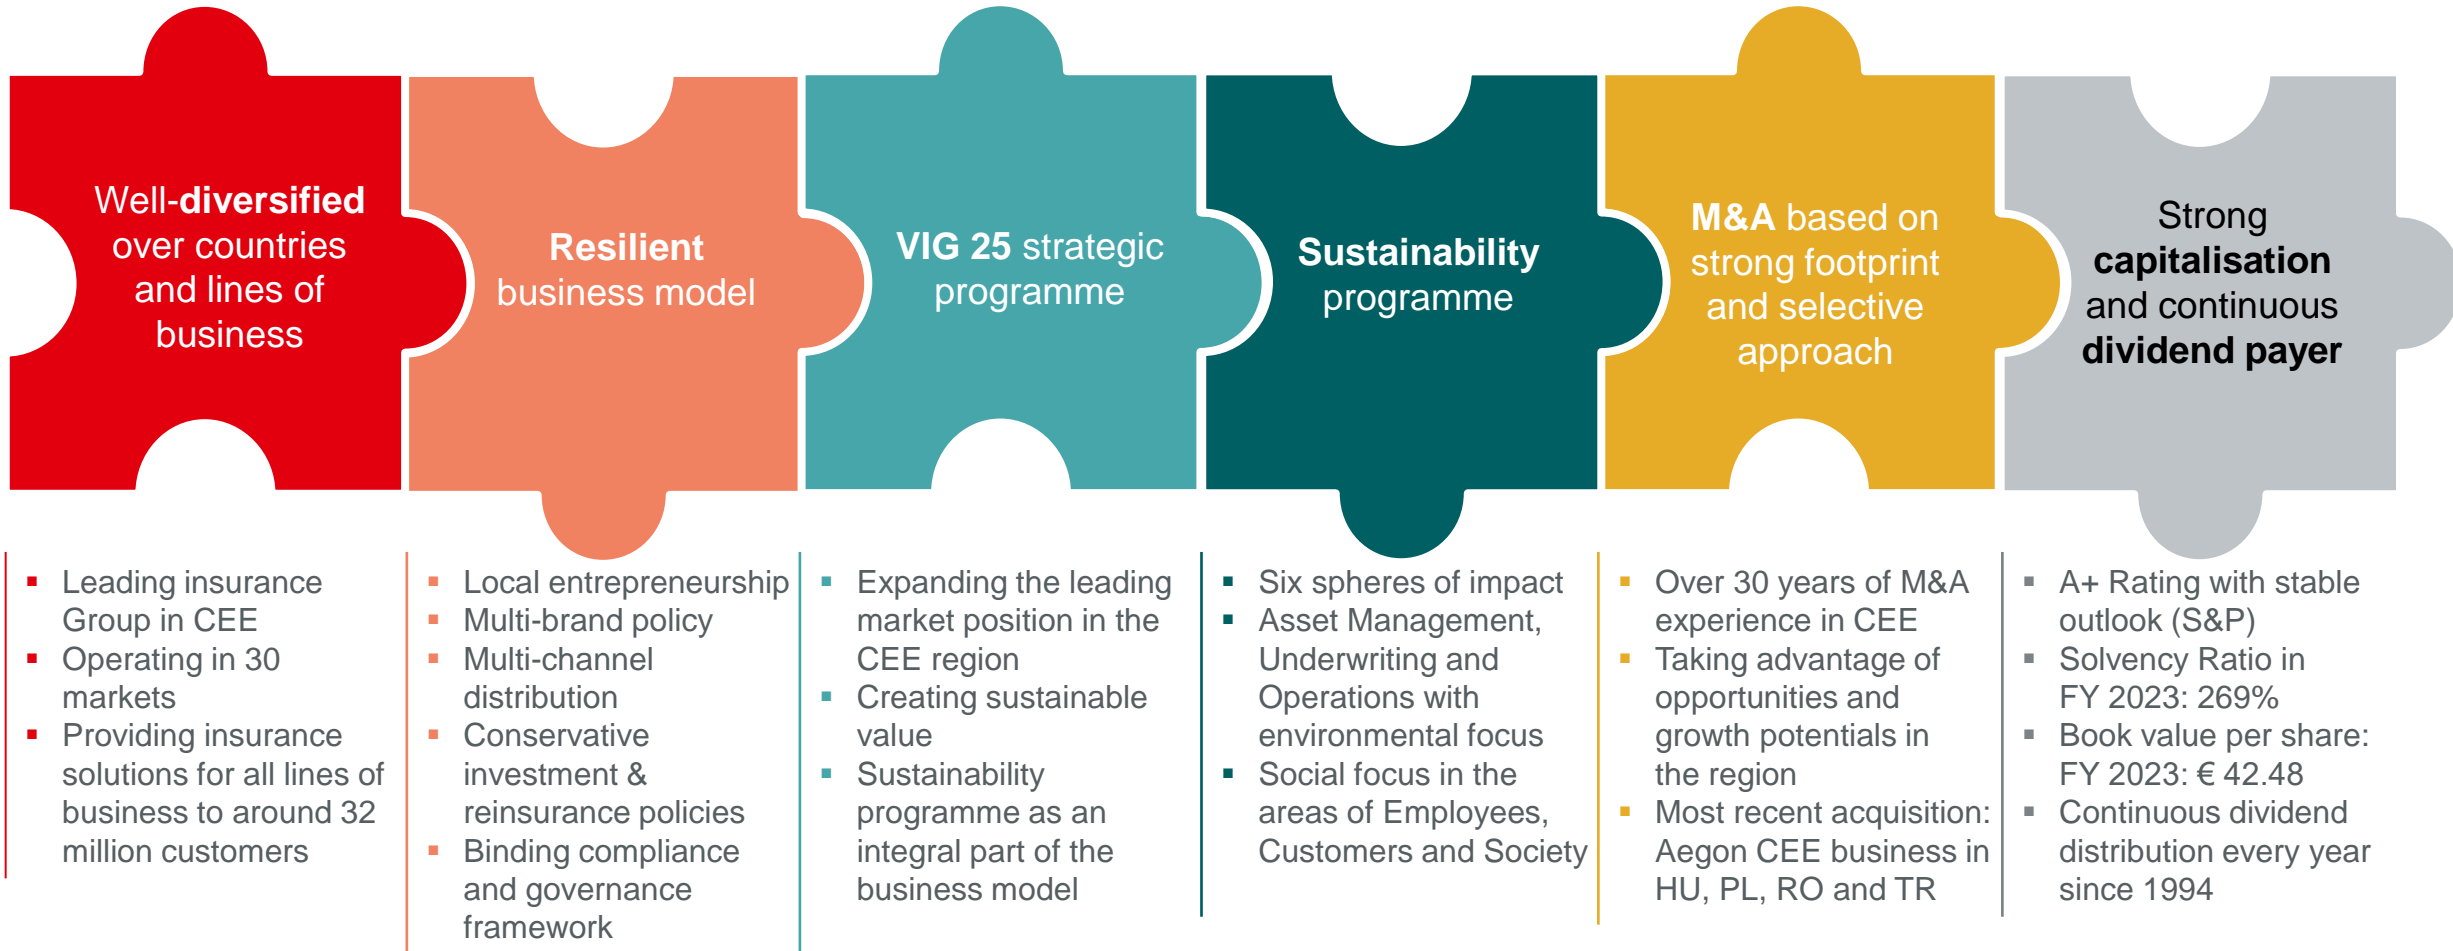 Well-diversified
over countries
and lines of
business
Resilient
business model
VIG 25 strategic
programme
Sustainability
programme
M&A based on
strong footprint
and selective
approach
Strong
capitalisation
and continuous
dividend payer
▪ Leading insurance
Group in CEE
▪ Operating in 30
markets
▪ Providing insurance
solutions for all lines of
business to around 32
million customers
▪ Local entrepreneurship
▪ Multi-brand policy
▪ Multi-channel
distribution
▪ Conservative
investment &
reinsurance policies
▪ Binding compliance
and governance
framework
▪ Expanding the leading
market position in the
CEE region
▪ Creating sustainable
value
▪ Sustainability
programme as an
integral part of the
business model
▪ Six spheres of impact
▪ Asset Management,
Underwriting and
Operations with
environmental focus
▪ Social focus in the
areas of Employees,
Customers and Society
▪ Over 30 years of M&A
experience in CEE
▪ Taking advantage of
opportunities and
growth potentials in
the region
▪ Most recent acquisition:
Aegon CEE business in
HU, PL, RO and TR
▪ A+ Rating with stable
outlook (S&P)
▪ Solvency Ratio in
FY 2023: 269%
▪ Book value per share:
FY 2023: € 42.48
▪ Continuous dividend
distribution every year
since 1994